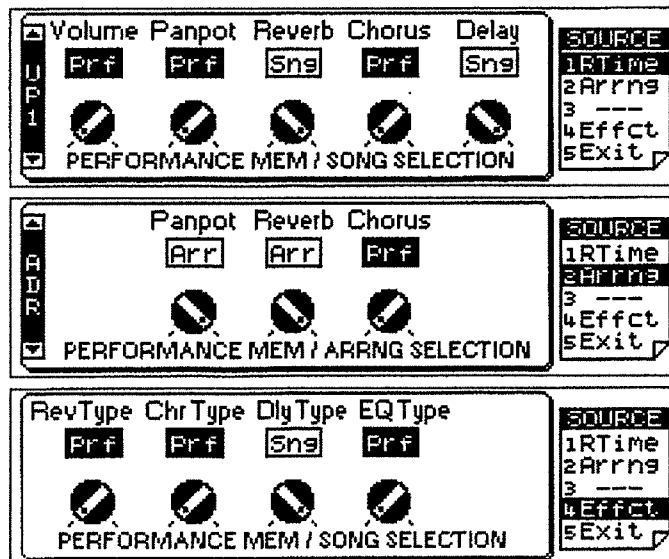 Volume Panpot Reverb Chorus Delay
Prf Prf Sng Prf Sng
UP1
PERFORMANCE MEM / SONG SELECTION
SOURCE
1RTime
2Arrng
3 ---
4Effct
5Exit
Panpot Reverb Chorus
Arr Arr Prf
ADR
PERFORMANCE MEM / ARRNG SELECTION
SOURCE
1RTime
2Arrng
3 ---
4Effct
5Exit
RevType ChrType DlyType EQType
Prf Prf Sng Prf
PERFORMANCE MEM / SONG SELECTION
SOURCE
1RTime
2Arrng
3 ---
4Effct
5Exit